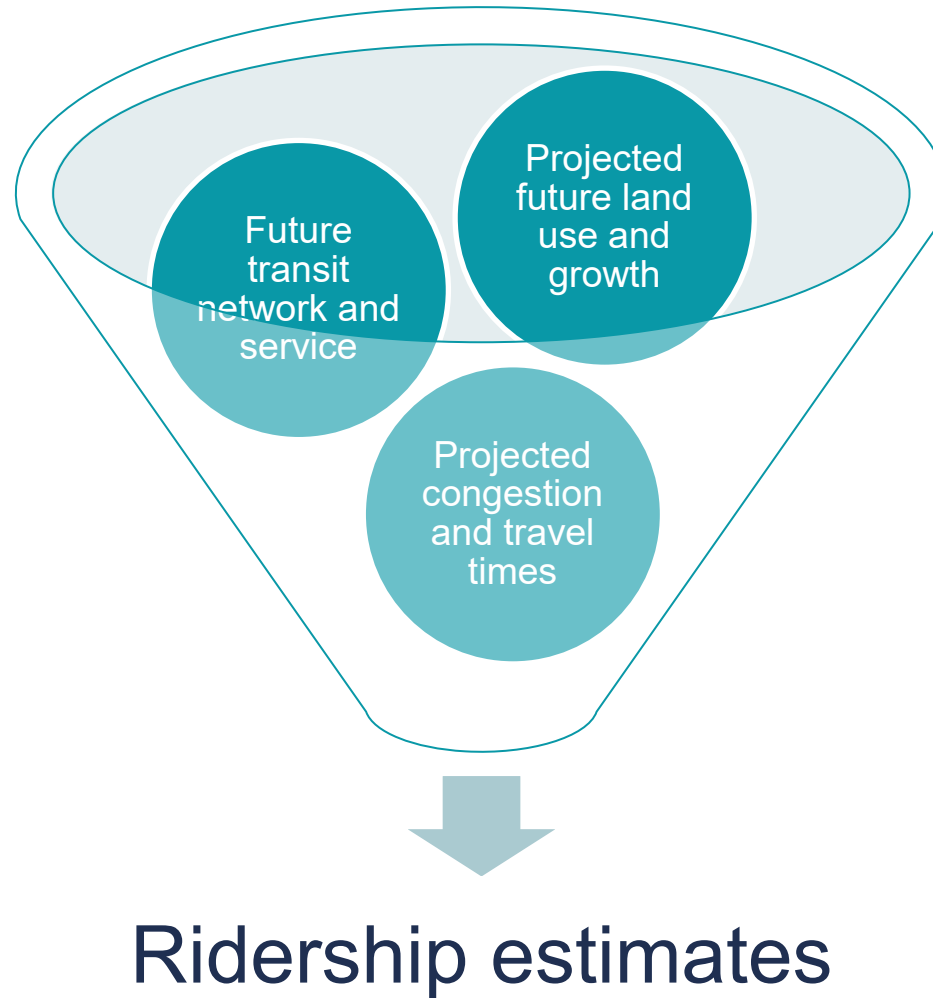 Projected
future land
use and
growth
Future
transit
network and
service
Projected
congestion
and travel
times
Ridership estimates